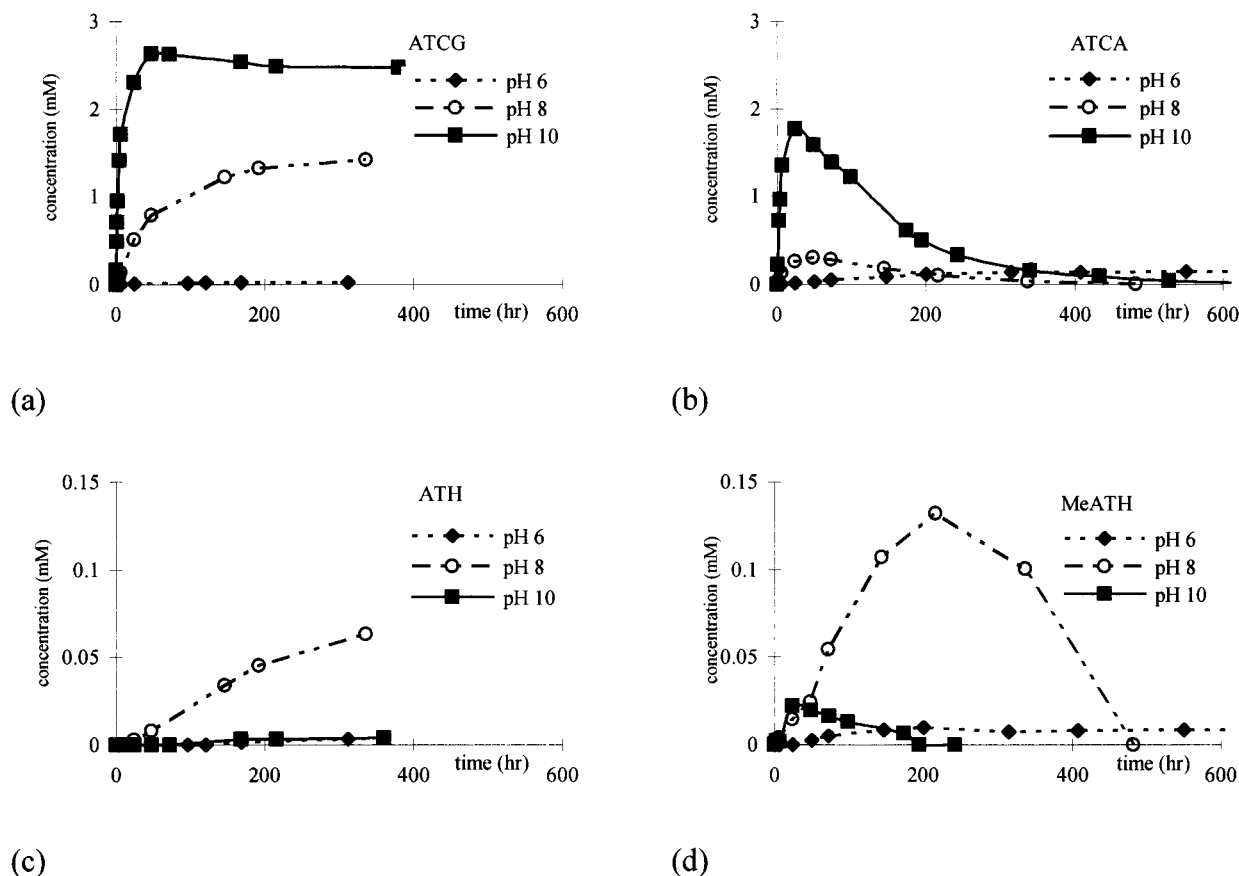 ATCG
pH 6
pH 8
pH 10
concentration (mM)
3
2
1
0
0
200
400
600
time (hr)
(a)
ATCA
pH 6
pH 8
pH 10
concentration (mM)
3
2
1
0
0
200
400
600
time (hr)
(b)
ATH
pH 6
pH 8
pH 10
concentration (mM)
0.15
0.1
0.05
0
0
200
400
600
time (hr)
(c)
MeATH
pH 6
pH 8
pH 10
concentration (mM)
0.15
0.1
0.05
0
0
200
400
600
time (hr)
(d)